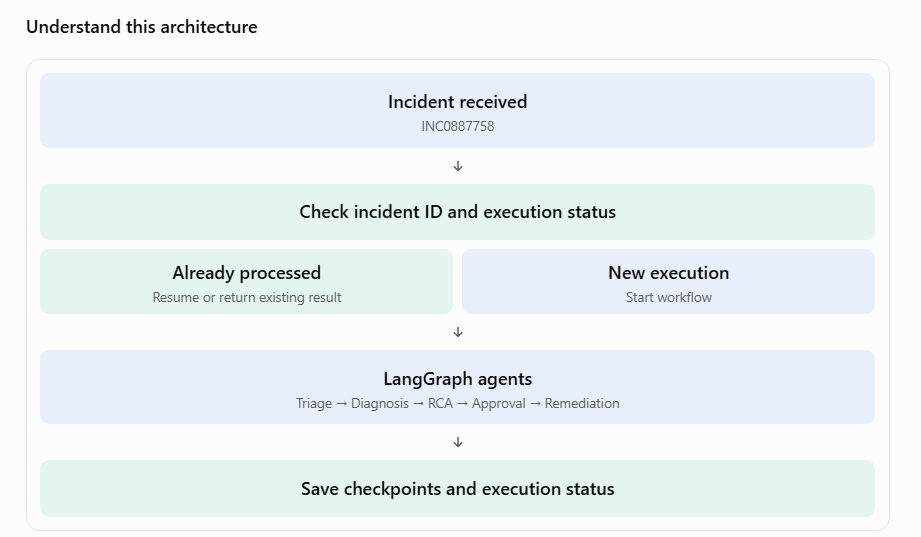 Understand this architecture
Incident received
INC0887758
↓
Check incident ID and execution status
Already processed
Resume or return existing result
New execution
Start workflow
↓
LangGraph agents
Triage → Diagnosis → RCA → Approval → Remediation
↓
Save checkpoints and execution status